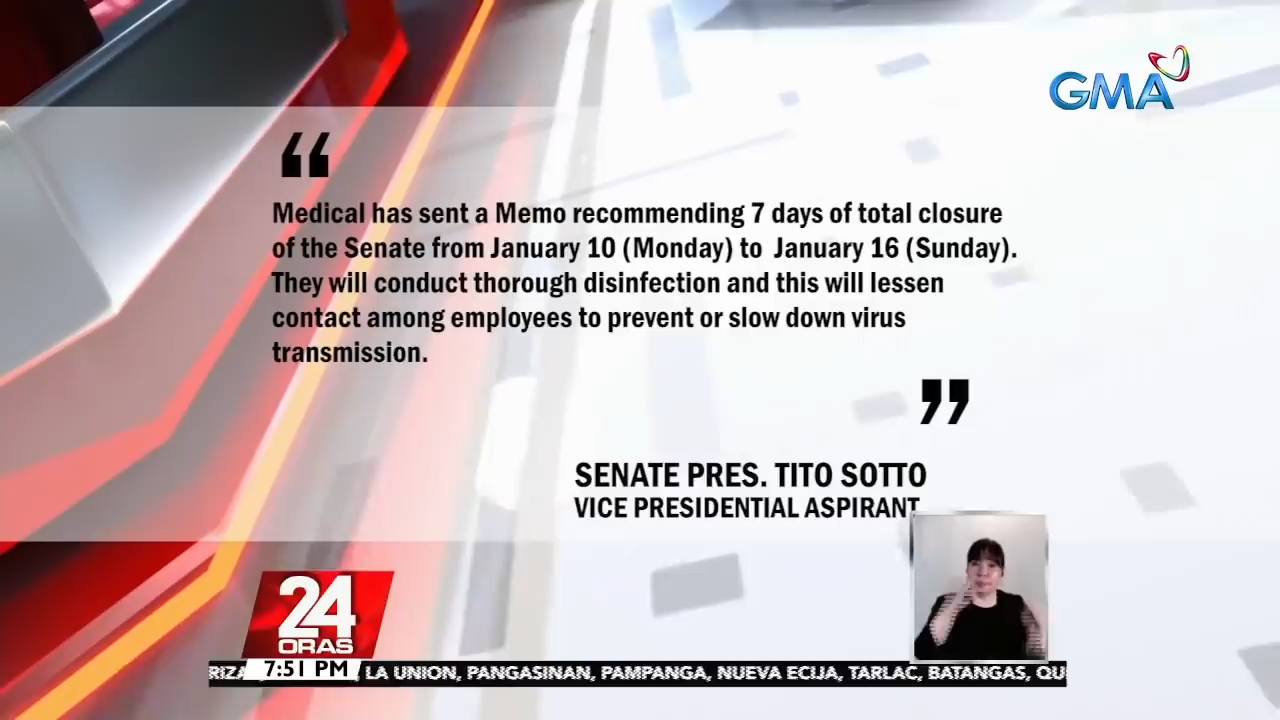 GMA
“
Medical has sent a Memo recommending 7 days of total closure
of the Senate from January 10 (Monday) to January 16 (Sunday).
They will conduct thorough disinfection and this will lessen
contact among employees to prevent or slow down virus
transmission.
”
SENATE PRES. TITO SOTTO
VICE PRESIDENTIAL ASPIRANT
24
ORAS
7:51 PM
LA UNION, PANGASINAN, PAMPANGA, NUEVA ECIJA, TARLAC, BATANGAS,